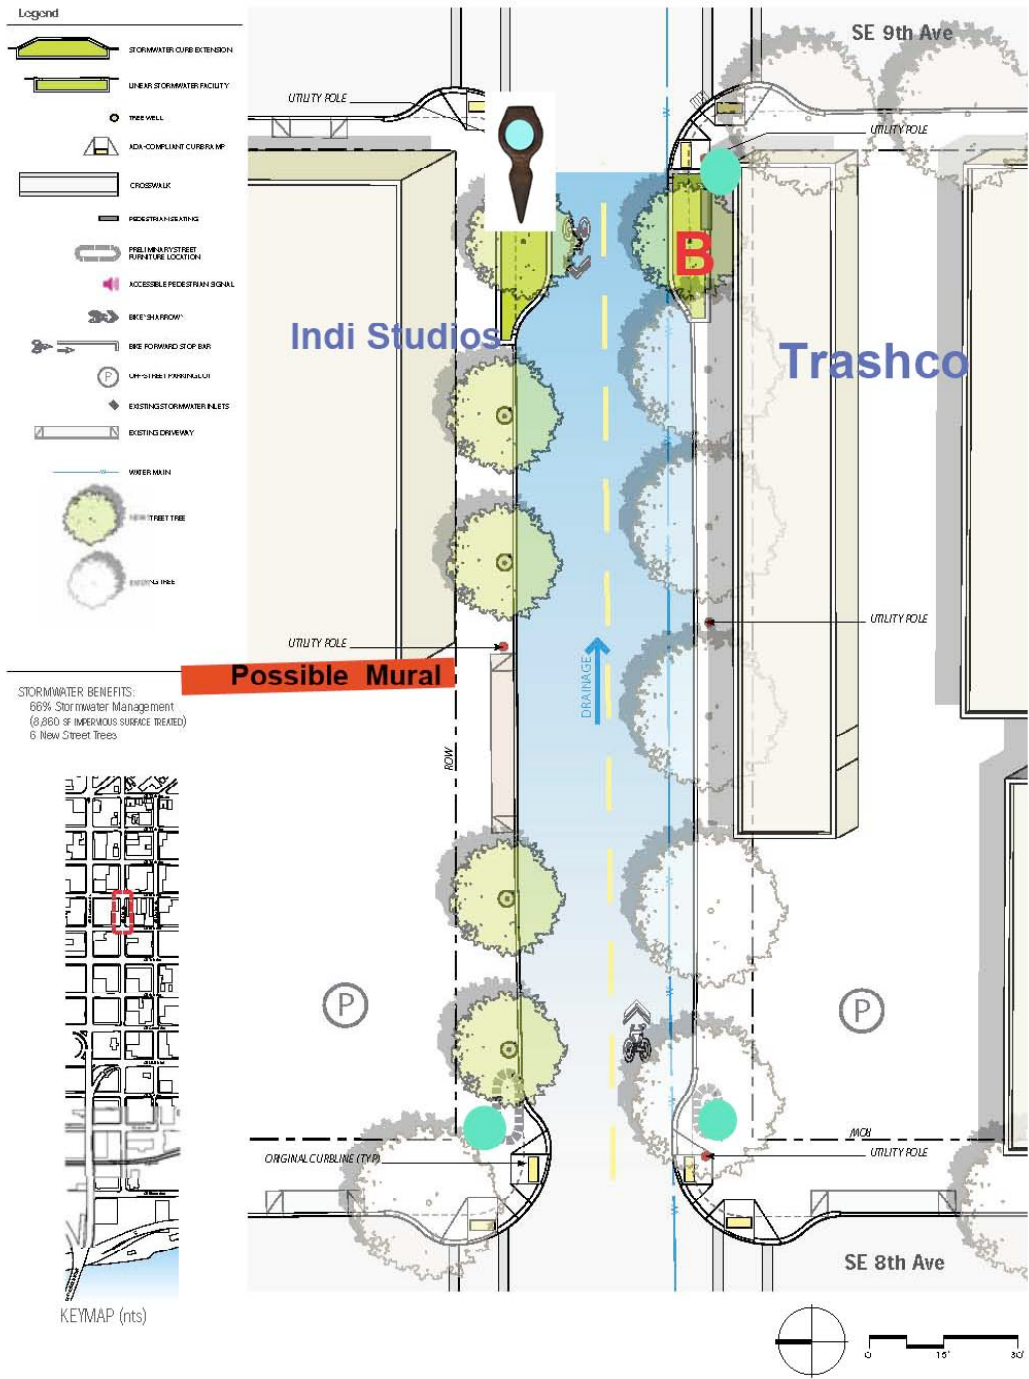 Legend
STORMWATER CURB EXTENSION
LINEAR STORMWATER FACILITY
TREE WELL
ADA-COMPLIANT CURB RAMP
CROSSWALK
PEDESTRIAN SEATING
PRELIMINARY STREET
FURNITURE LOCATION
ACCESSIBLE PEDESTRIAN SIGNAL
BIKE "SHARROW"
BIKE FORWARD STOP BAR
P
OFF-STREET PARKING LOT
EXISTING STORMWATER INLETS
EXISTING DRIVEWAY
WATER MAIN
STREET TREE
TREE
STORMWATER BENEFITS:
66% Stormwater Management
(8,860 SF IMPERVIOUS SURFACE TREATED)
6 New Street Trees
KEYMAP (nts)
SE 9th Ave
UTILITY POLE
UTILITY POLE
B
Indi Studios
Trashco
UTILITY POLE
UTILITY POLE
Possible Mural
DRAINAGE
ROW
P
P
ROW
ORIGINAL CURBLINE (TYP)
UTILITY POLE
SE 8th Ave
0 15' 30'